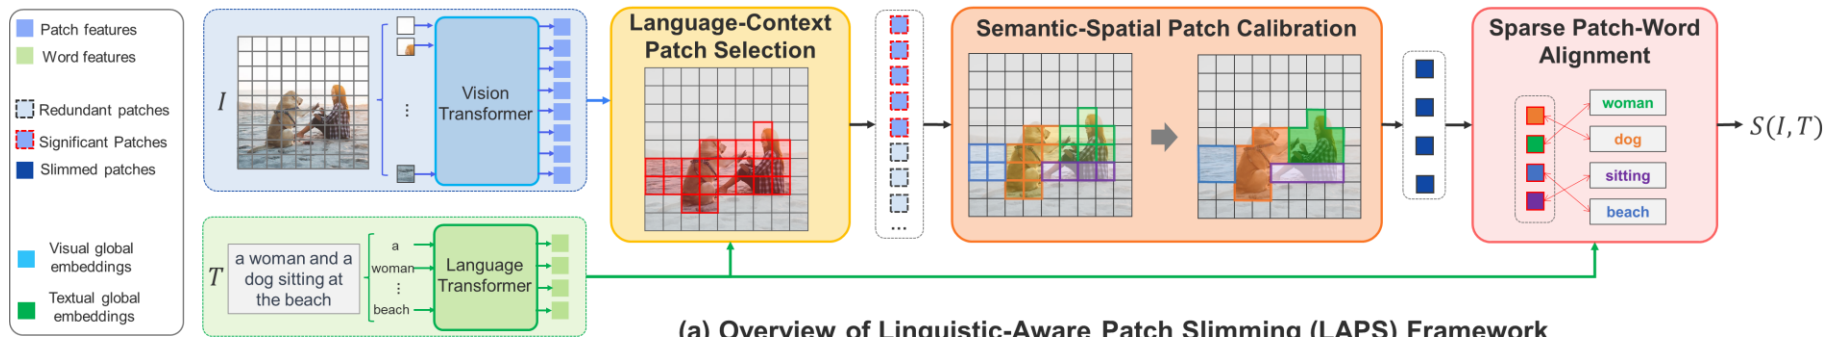 Patch features
Word features
Redundant patches
Significant Patches
Slimmed patches
Visual global
embeddings
Textual global
embeddings
I
Vision
Transformer
T
a woman and a
dog sitting at
the beach
a
woman
⋮
beach
Language
Transformer
Language-Context
Patch Selection
...
Semantic-Spatial Patch Calibration
Sparse Patch-Word
Alignment
woman
dog
sitting
beach
S(I,T)
(a) Overview of Linguistic-Aware Patch Slimming (LAPS) Framework